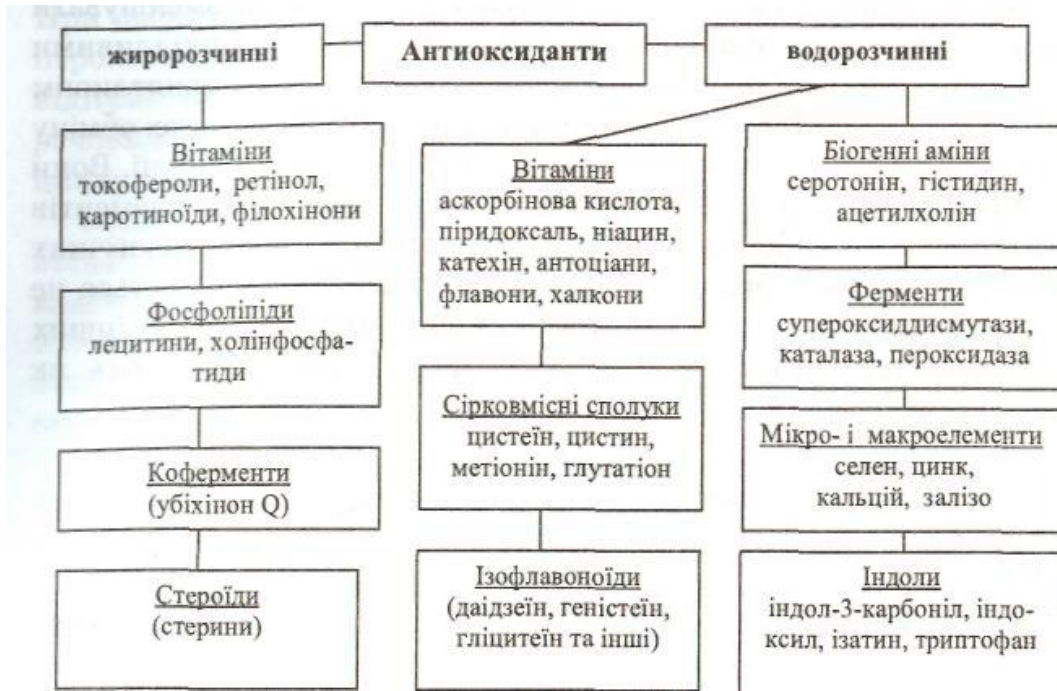 жиророзчинні
Антиоксиданти
водорозчинні
Вітаміни
токофероли, ретінол,
каротиноїди, філохінони
Фосфоліпіди
лецитини, холінфосфа-
тиди
Коферменти
(убіхінон Q)
Стероїди
(стерини)
Вітаміни
аскорбінова кислота,
піридоксаль, ніацин,
катехін, антоціани,
флавони, халкони
Сірковмісні сполуки
цистеїн, цистин,
метіонін, глутатіон
Ізофлавоноїди
(даідзеїн, геністеїн,
гліцитеїн та інші)
Біогенні аміни
серотонін, гістидин,
ацетилхолін
Ферменти
супероксиддисмутази,
каталаза, пероксидаза
Мікро- і макроелементи
селен, цинк,
кальцій, залізо
Індоли
індол-3-карбоніл, індо-
ксил, ізатин, триптофан